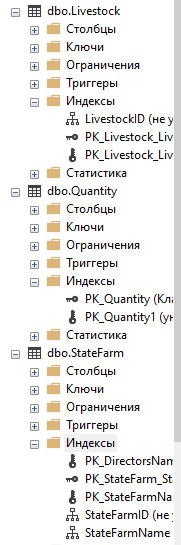 dbo.Livestock
Столбцы
Ключи
Ограничения
Триггеры
Индексы
LivestockID (не у
PK_Livestock_Liv
PK_Livestock_Liv
Статистика
dbo.Quantity
Столбцы
Ключи
Ограничения
Триггеры
Индексы
PK_Quantity (Кла
PK_Quantity1 (ун
Статистика
dbo.StateFarm
Столбцы
Ключи
Ограничения
Триггеры
Индексы
PK_DirectorsNam
PK_StateFarm_Sta
PK_StateFarmNa
StateFarmID (не у
StateFarmName